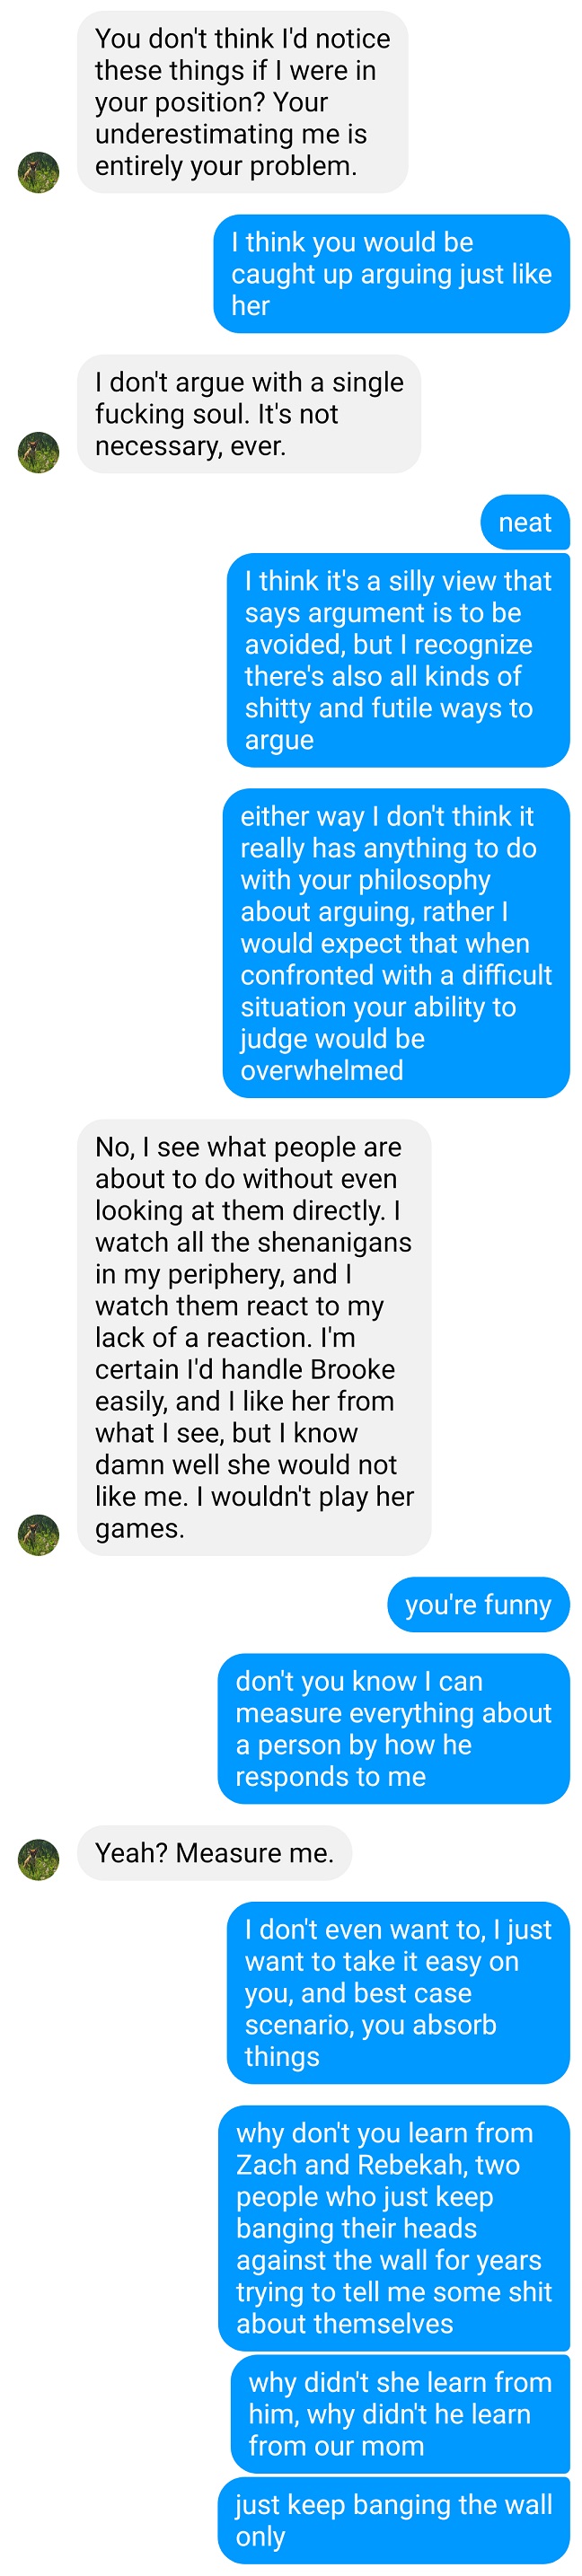 You don't think I'd notice
these things if I were in
your position? Your
underestimating me is
entirely your problem.
I think you would be
caught up arguing just like
her
I don't argue with a single
fucking soul. It's not
necessary, ever.
neat
I think it's a silly view that
says argument is to be
avoided, but I recognize
there's also all kinds of
shitty and futile ways to
argue
either way I don't think it
really has anything to do
with your philosophy
about arguing, rather I
would expect that when
confronted with a difficult
situation your ability to
judge would be
overwhelmed
No, I see what people are
about to do without even
looking at them directly. I
watch all the shenanigans
in my periphery, and I
watch them react to my
lack of a reaction. I'm
certain I'd handle Brooke
easily, and I like her from
what I see, but I know
damn well she would not
like me. I wouldn't play her
games.
you're funny
don't you know I can
measure everything about
a person by how he
responds to me
Yeah? Measure me.
I don't even want to, I just
want to take it easy on
you, and best case
scenario, you absorb
things
why don't you learn from
Zach and Rebekah, two
people who just keep
banging their heads
against the wall for years
trying to tell me some shit
about themselves
why didn't she learn from
him, why didn't he learn
from our mom
just keep banging the wall
only